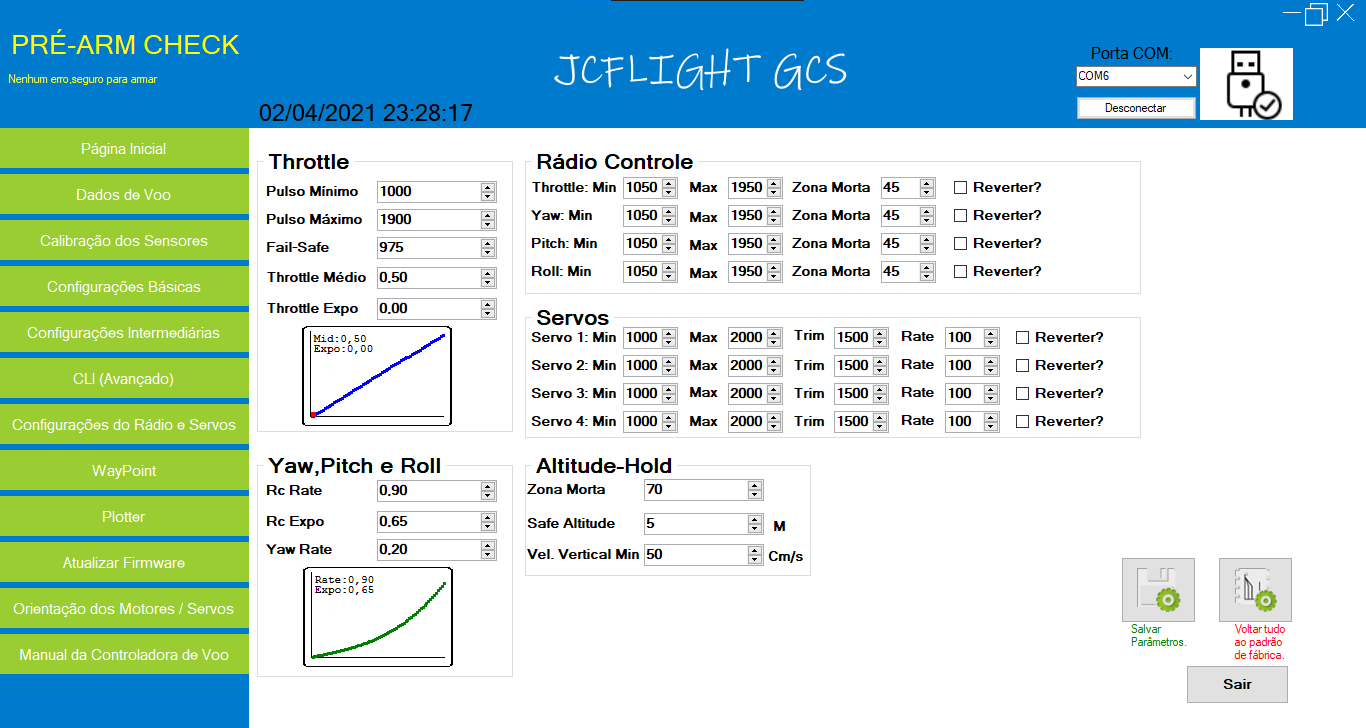 PRÉ-ARM CHECK
Nenhum erro,seguro para armar
02/04/2021 23:28:17
JCFLIGHT GCS
Porta COM:
COM6
Desconectar
Página Inicial
Dados de Voo
Calibração dos Sensores
Configurações Básicas
Configurações Intermediárias
CLI (Avançado)
Configurações do Rádio e Servos
WayPoint
Plotter
Atualizar Firmware
Orientação dos Motores / Servos
Manual da Controladora de Voo
Throttle
Pulso Mínimo 1000
Pulso Máximo 1900
Fail-Safe 975
Throttle Médio 0.50
Throttle Expo 0.00
Mid:0,50
Expo:0,00
Rádio Controle
Throttle: Min 1050 Max 1950 Zona Morta 45 Reverter?
Yaw: Min 1050 Max 1950 Zona Morta 45 Reverter?
Pitch: Min 1050 Max 1950 Zona Morta 45 Reverter?
Roll: Min 1050 Max 1950 Zona Morta 45 Reverter?
Servos
Servo 1: Min 1000 Max 2000 Trim 1500 Rate 100 Reverter?
Servo 2: Min 1000 Max 2000 Trim 1500 Rate 100 Reverter?
Servo 3: Min 1000 Max 2000 Trim 1500 Rate 100 Reverter?
Servo 4: Min 1000 Max 2000 Trim 1500 Rate 100 Reverter?
Yaw,Pitch e Roll
Rc Rate 0.90
Rc Expo 0.65
Yaw Rate 0.20
Rate:0,90
Expo:0,65
Altitude-Hold
Zona Morta 70
Safe Altitude 5 M
Vel. Vertical Min 50 Cm/s
Salvar
Parâmetros.
Voltar tudo
ao padrão
de fábrica.
Sair